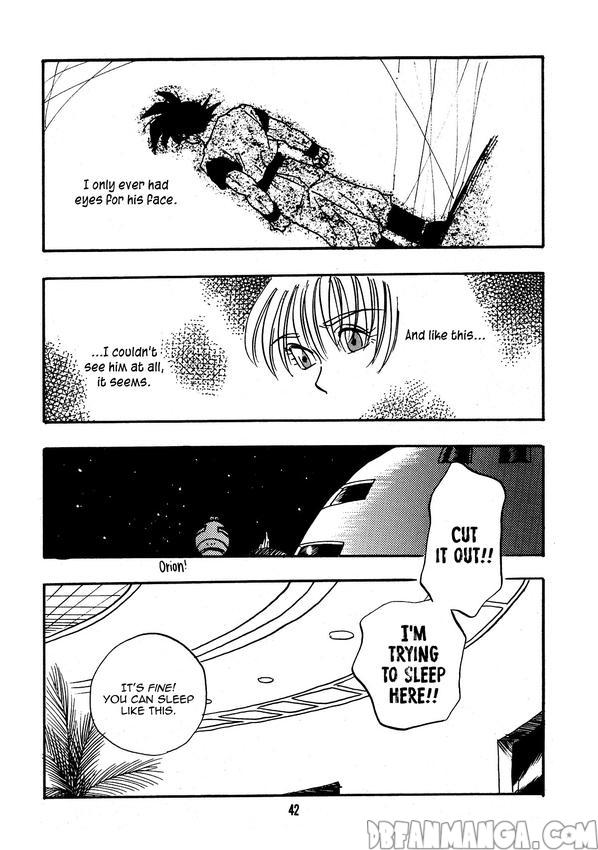 I only ever had
eyes for his face.
And like this...
...I couldn't
see him at all,
it seems.
Orion!
CUT
IT OUT!!
I'M
TRYING
TO SLEEP
HERE!!
IT'S FINE!
YOU CAN SLEEP
LIKE THIS.
42
DBFANMANGA.COM